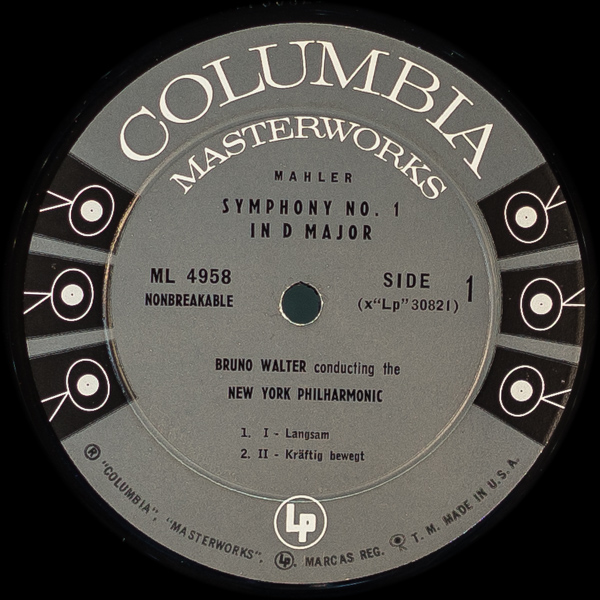 COLUMBIA
MASTERWORKS
MAHLER
SYMPHONY NO. 1
IN D MAJOR
ML 4958
NONBREAKABLE
SIDE 1
(x"Lp"30821)
BRUNO WALTER conducting the
NEW YORK PHILHARMONIC
1. I - Langsam
2. II - Kräftig bewegt
Lp
® "COLUMBIA", "MASTERWORKS", Lp, MARCAS REG. T. M. MADE IN U. S. A.